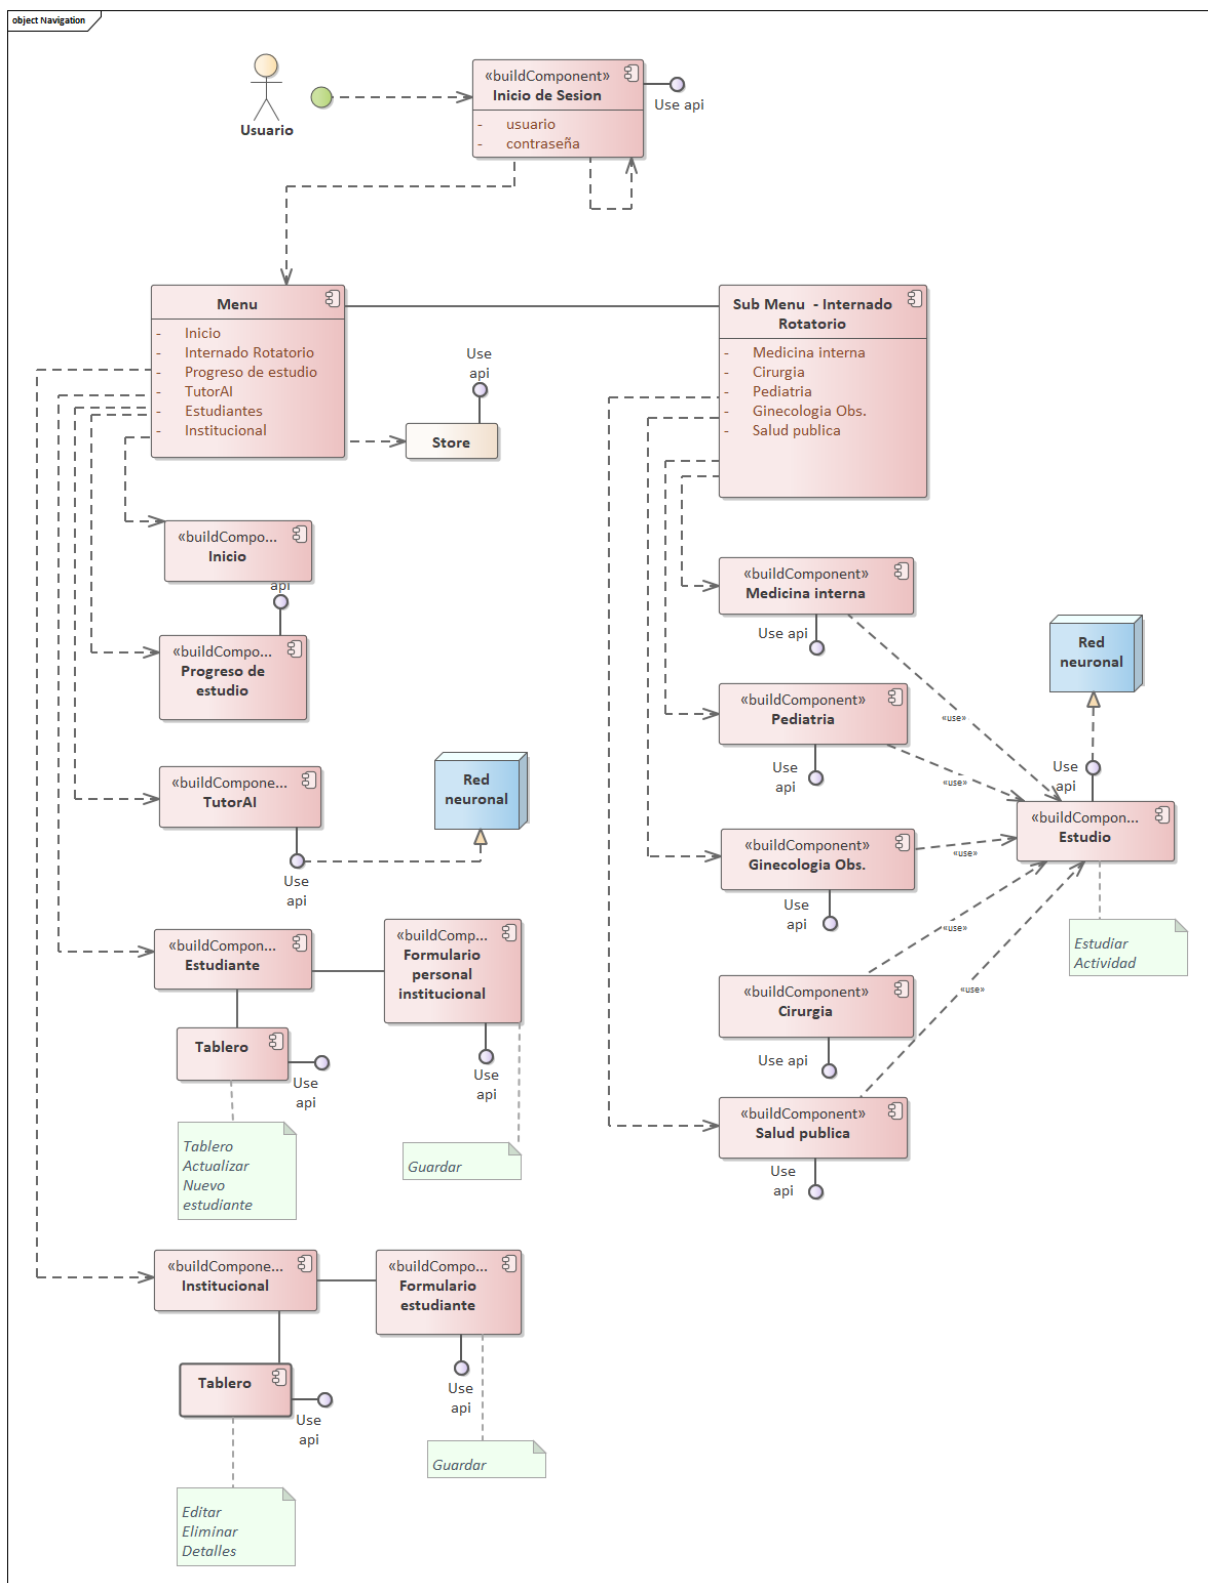 object Navigation
Usuario
«buildComponent»
Inicio de Sesion
- usuario
- contraseña
Use api
Menu
- Inicio
- Internado Rotatorio
- Progreso de estudio
- TutorAI
- Estudiantes
- Institucional
Sub Menu - Internado
Rotatorio
- Medicina interna
- Cirurgia
- Pediatria
- Ginecologia Obs.
- Salud publica
Use
api
Store
«buildCompo...
Inicio
api
«buildCompo...
Progreso de
estudio
«buildCompone...
TutorAI
Use
api
Red
neuronal
«buildCompon...
Estudiante
«buildComp...
Formulario
personal
institucional
Use
api
Tablero
Use
api
Tablero
Actualizar
Nuevo
estudiante
Guardar
«buildCompone...
Institucional
«buildCompo...
Formulario
estudiante
Use
api
Tablero
Use
api
Guardar
Editar
Eliminar
Detalles
«buildComponent»
Medicina interna
Use api
«use»
«buildComponent»
Pediatria
Use
api
«use»
«buildComponent»
Ginecologia Obs.
Use
api
«use»
«buildComponent»
Cirurgia
Use api
«use»
«buildComponent»
Salud publica
Use
api
«use»
Red
neuronal
Use
api
«buildCompon...
Estudio
Estudiar
Actividad